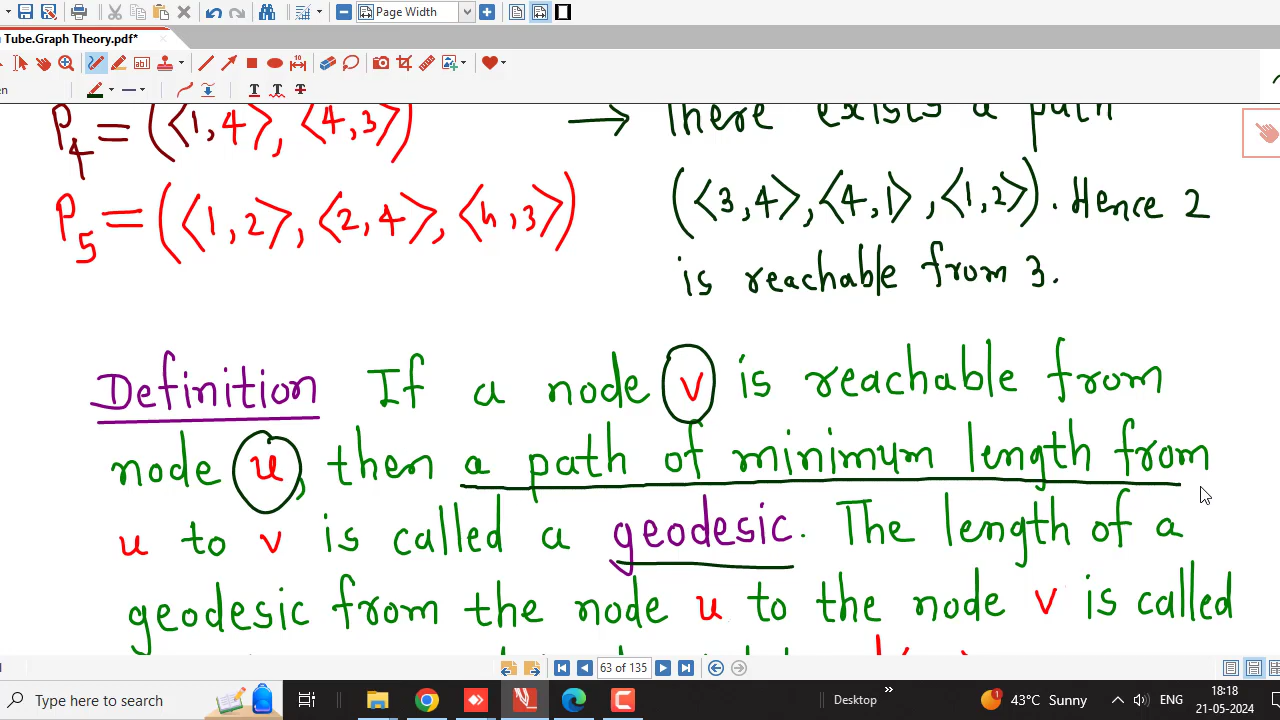 Page Width
Tube.Graph Theory.pdf*
P4 = (⟨1,4⟩, ⟨4,3⟩)
P5 = (⟨1,2⟩, ⟨2,4⟩, ⟨4,3⟩)
→ There exists a path
(⟨3,4⟩, ⟨4,1⟩, ⟨1,2⟩). Hence 2
is reachable from 3.
Definition If a node v is reachable from
node u, then a path of minimum length from
u to v is called a geodesic. The length of a
geodesic from the node u to the node v is called
63 of 135
Type here to search
Desktop
»
1
43°C Sunny
ENG
18:18
21-05-2024